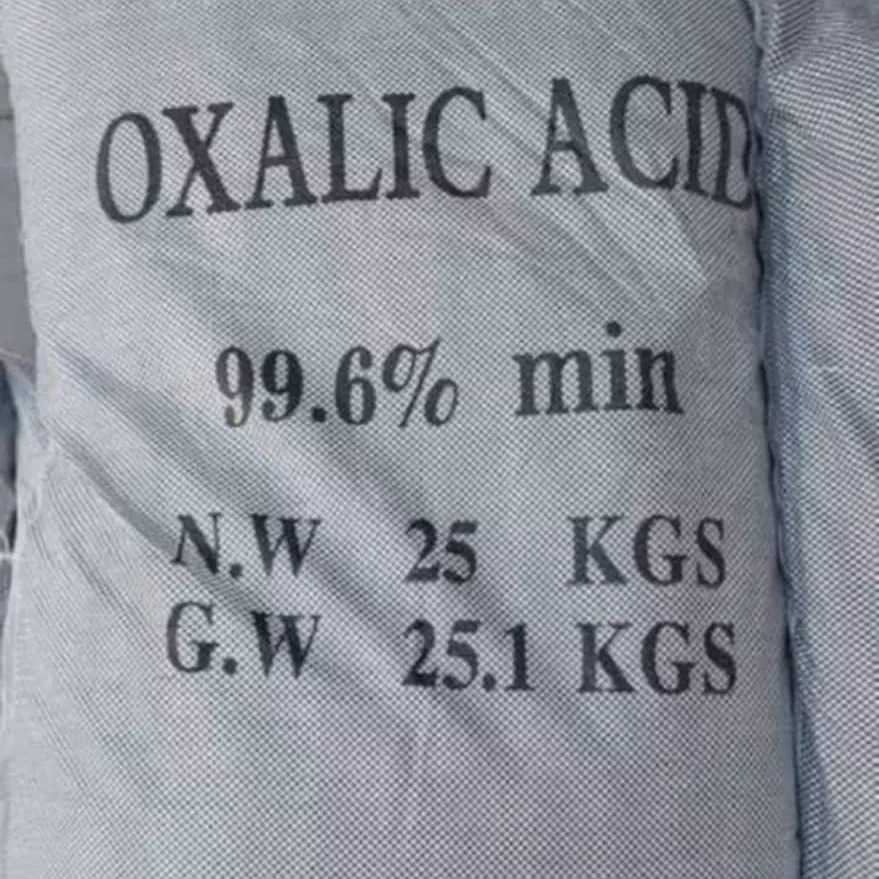 OXALIC ACID
99.6% min
N.W 25 KGS
G.W 25.1 KGS